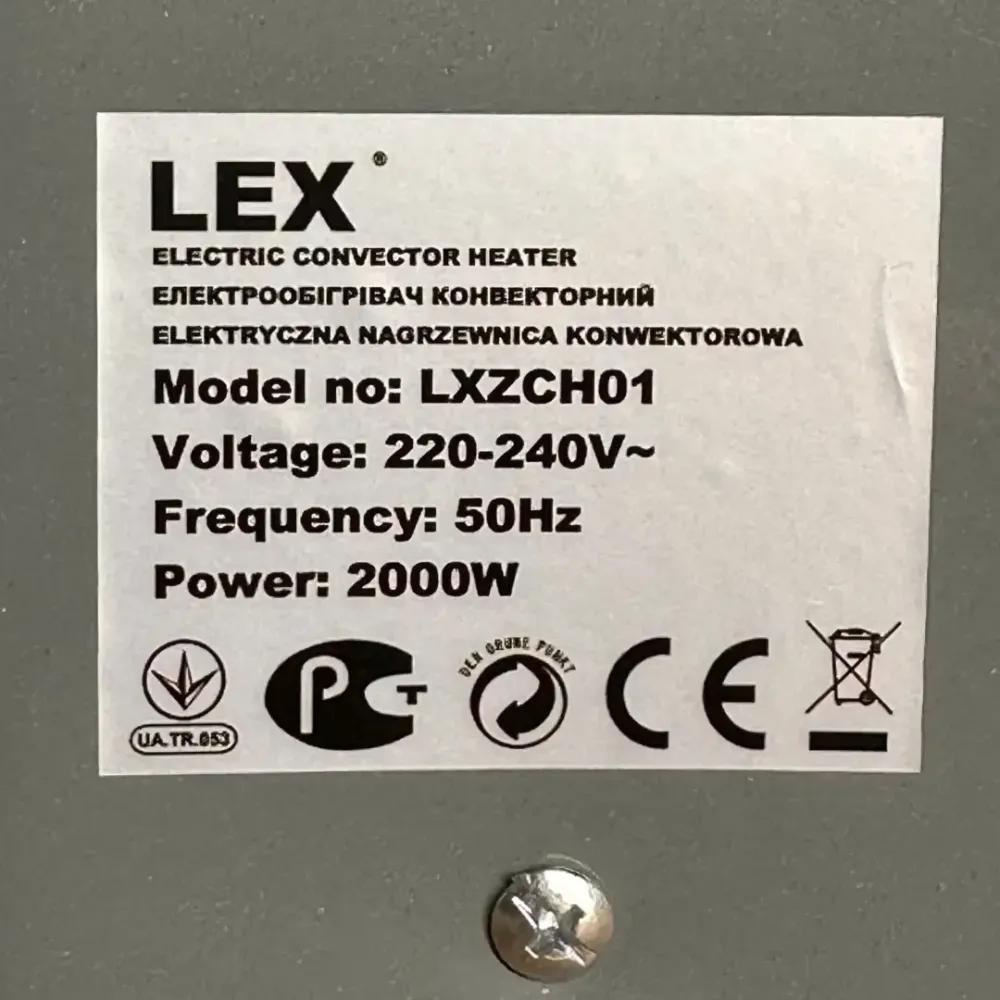 LEX®
ELECTRIC CONVECTOR HEATER
ЕЛЕКТРООБІГРІВАЧ КОНВЕКТОРНИЙ
ELEKTRYCZNA NAGRZEWNICA KONWEKTOROWA
Model no: LXZCH01
Voltage: 220-240V~
Frequency: 50Hz
Power: 2000W
DER GRÜNE PUNKT
РСТ CE
UA.TR.053